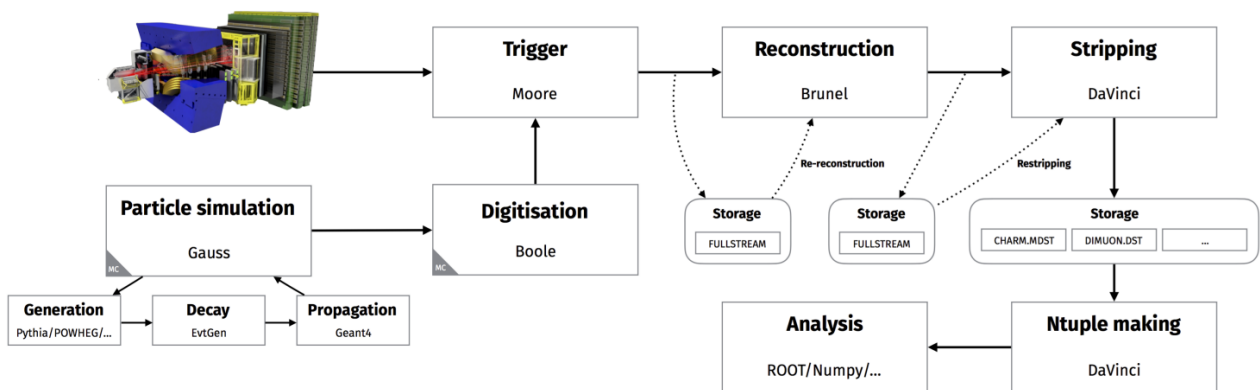 Trigger
Moore
Reconstruction
Brunel
Stripping
DaVinci
Re-reconstruction
Restripping
Particle simulation
Gauss
MC
Digitisation
Boole
MC
Storage
FULLSTREAM
Storage
FULLSTREAM
Storage
CHARM.MDST
DIMUON.DST
...
Generation
Pythia/POWHEG/...
Decay
EvtGen
Propagation
Geant4
Analysis
ROOT/Numpy/...
Ntuple making
DaVinci